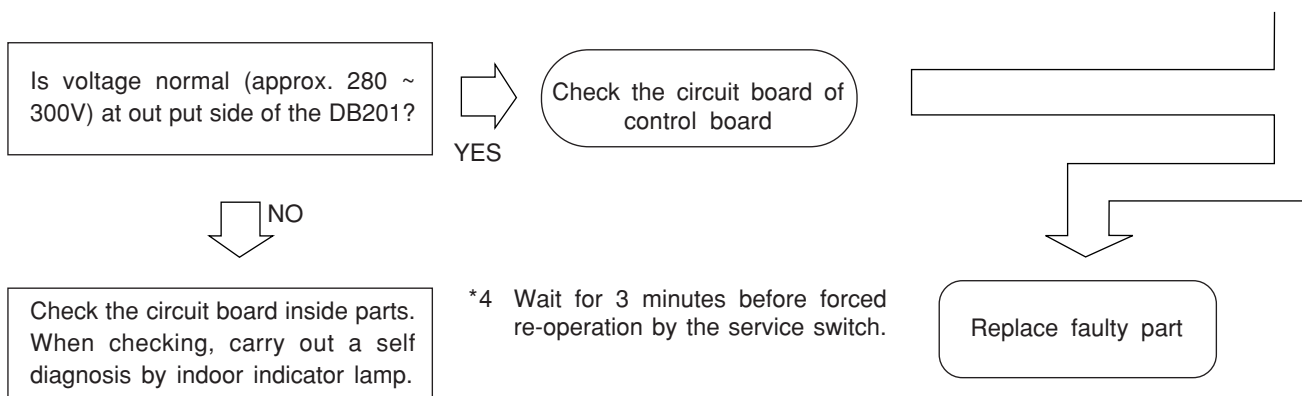 Is voltage normal (approx. 280 ~
300V) at out put side of the DB201?
YES
Check the circuit board of
control board
NO
Check the circuit board inside parts.
When checking, carry out a self
diagnosis by indoor indicator lamp.
*4 Wait for 3 minutes before forced
re-operation by the service switch.
Replace faulty part